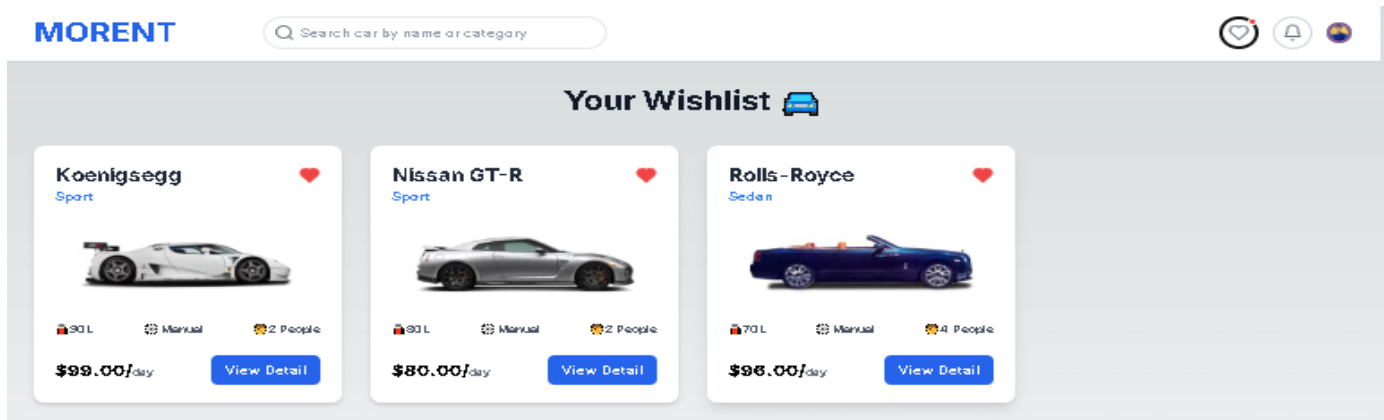 MORENT
Search car by name or category
Your Wishlist
Koenigsegg
Sport
90L
Manual
2 People
$99.00/day
View Detail
Nissan GT-R
Sport
80L
Manual
2 People
$80.00/day
View Detail
Rolls-Royce
Sedan
70L
Manual
4 People
$96.00/day
View Detail